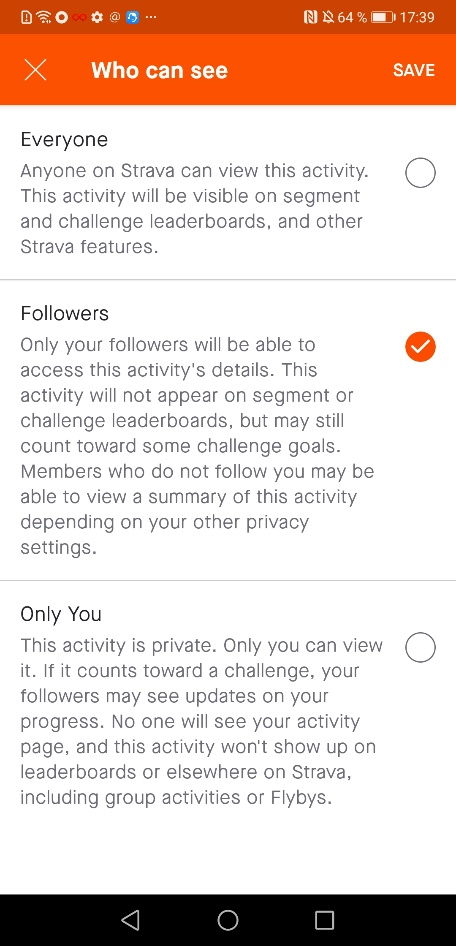 64 % 17:39
Who can see SAVE
Everyone
Anyone on Strava can view this activity.
This activity will be visible on segment
and challenge leaderboards, and other
Strava features.
Followers
Only your followers will be able to
access this activity's details. This
activity will not appear on segment or
challenge leaderboards, but may still
count toward some challenge goals.
Members who do not follow you may be
able to view a summary of this activity
depending on your other privacy
settings.
Only You
This activity is private. Only you can view
it. If it counts toward a challenge, your
followers may see updates on your
progress. No one will see your activity
page, and this activity won't show up on
leaderboards or elsewhere on Strava,
including group activities or Flybys.